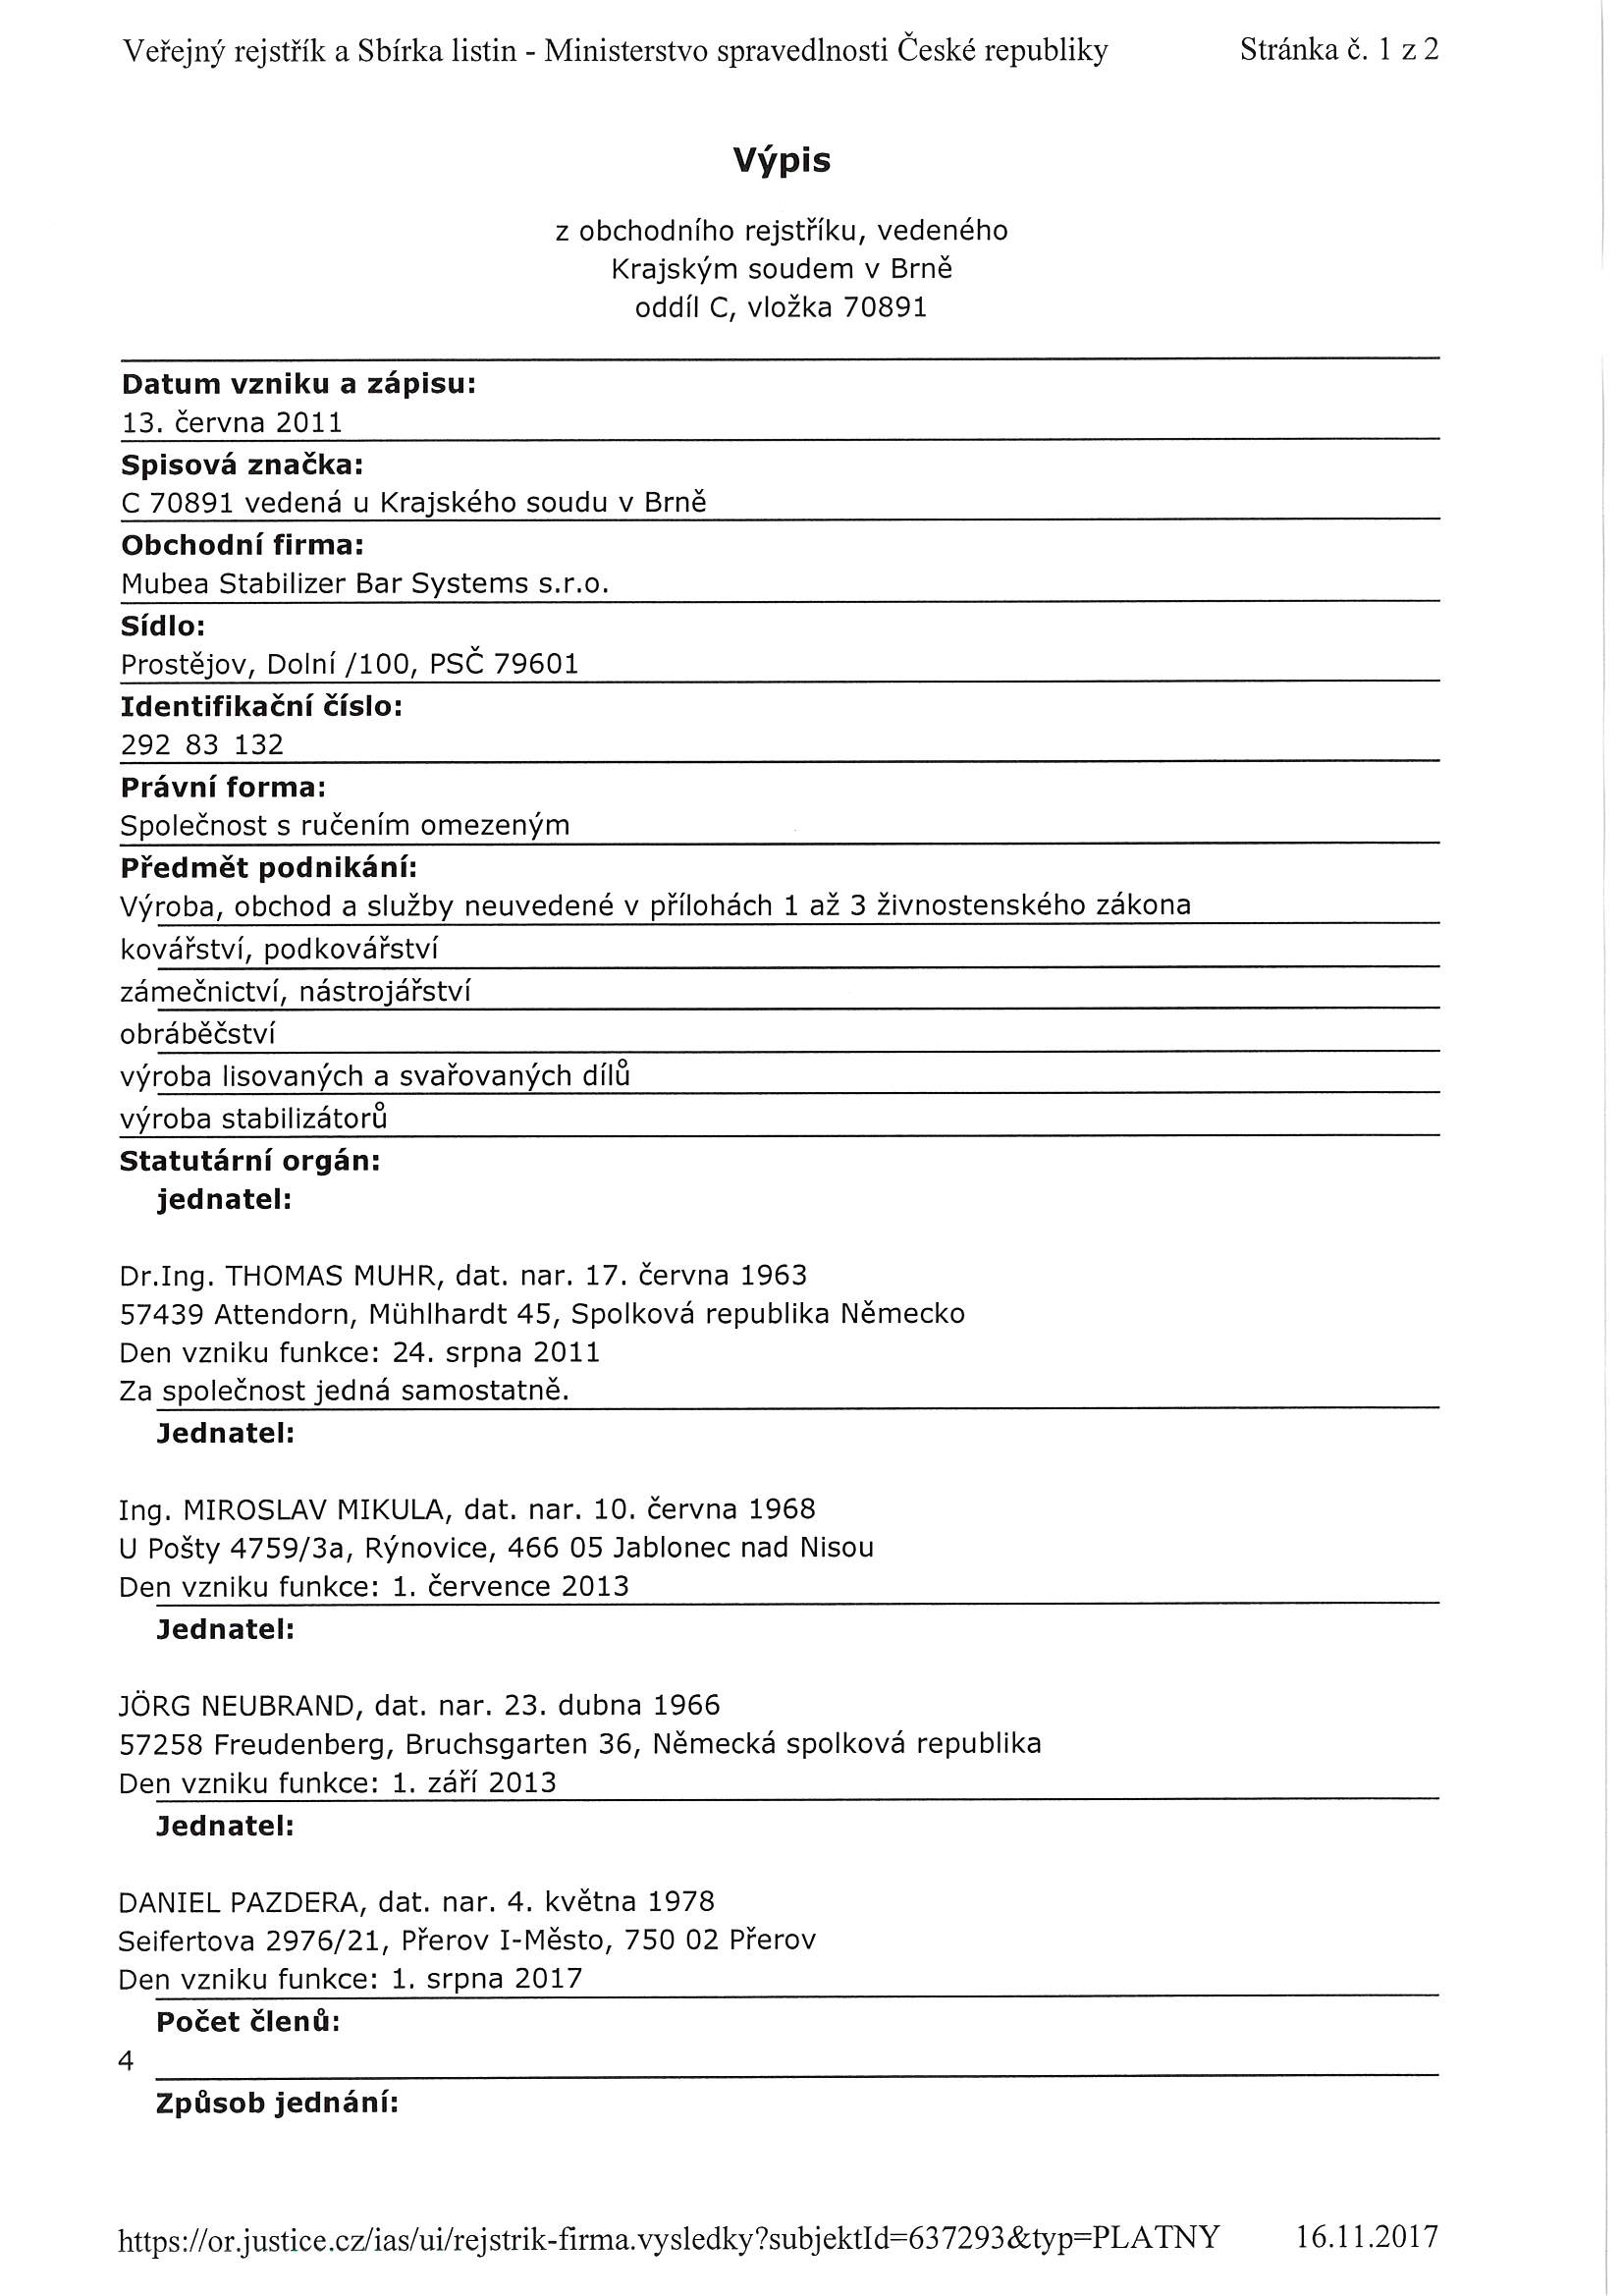 Veřejný rejstřík a Sbírka listin - Ministerstvo spravedlnosti České republiky Stránka č. 1 z 2
Výpis
z obchodního rejstříku, vedeného
Krajským soudem v Brně
oddíl C, vložka 70891
Datum vzniku a zápisu:
13. června 2011
Spisová značka:
C 70891 vedená u Krajského soudu v Brně
Obchodní firma:
Mubea Stabilizer Bar Systems s.r.o.
Sídlo:
Prostějov, Dolní /100, PSČ 79601
Identifikační číslo:
292 83 132
Právní forma:
Společnost s ručením omezeným
Předmět podnikání:
Výroba, obchod a služby neuvedené v přílohách 1 až 3 živnostenského zákona
kovářství, podkovářství
zámečnictví, nástrojářství
obráběčství
výroba lisovaných a svařovaných dílů
výroba stabilizátorů
Statutární orgán:
jednatel:
Dr.Ing. THOMAS MUHR, dat. nar. 17. června 1963
57439 Attendorn, Mühlhardt 45, Spolková republika Německo
Den vzniku funkce: 24. srpna 2011
Za společnost jedná samostatně.
Jednatel:
Ing. MIROSLAV MIKULA, dat. nar. 10. června 1968
U Pošty 4759/3a, Rýnovice, 466 05 Jablonec nad Nisou
Den vzniku funkce: 1. července 2013
Jednatel:
JÖRG NEUBRAND, dat. nar. 23. dubna 1966
57258 Freudenberg, Bruchsgarten 36, Německá spolková republika
Den vzniku funkce: 1. září 2013
Jednatel:
DANIEL PAZDERA, dat. nar. 4. května 1978
Seifertova 2976/21, Přerov I-Město, 750 02 Přerov
Den vzniku funkce: 1. srpna 2017
Počet členů:
4
Způsob jednání:
https://or.justice.cz/ias/ui/rejstrik-firma.vysledky?subjektId=637293&typ=PLATNY 16.11.2017